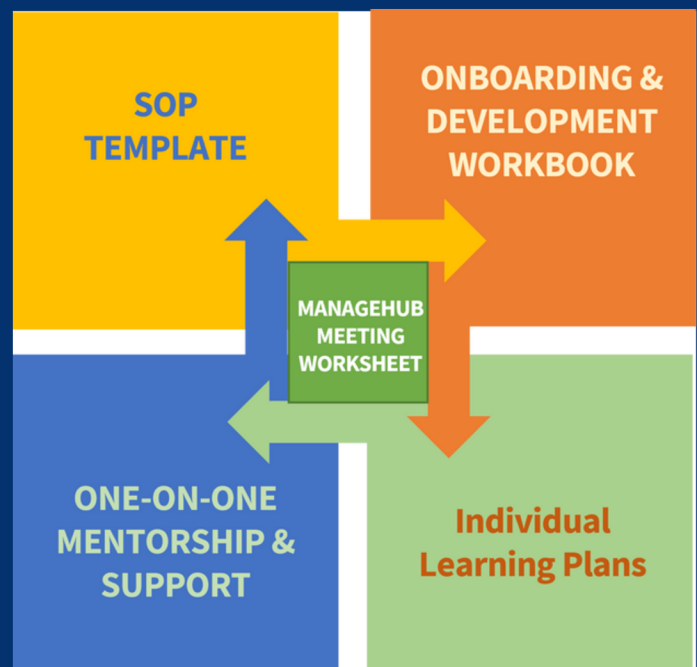 SOP
TEMPLATE
ONBOARDING &
DEVELOPMENT
WORKBOOK
MANAGEHUB
MEETING
WORKSHEET
ONE-ON-ONE
MENTORSHIP &
SUPPORT
Individual
Learning Plans